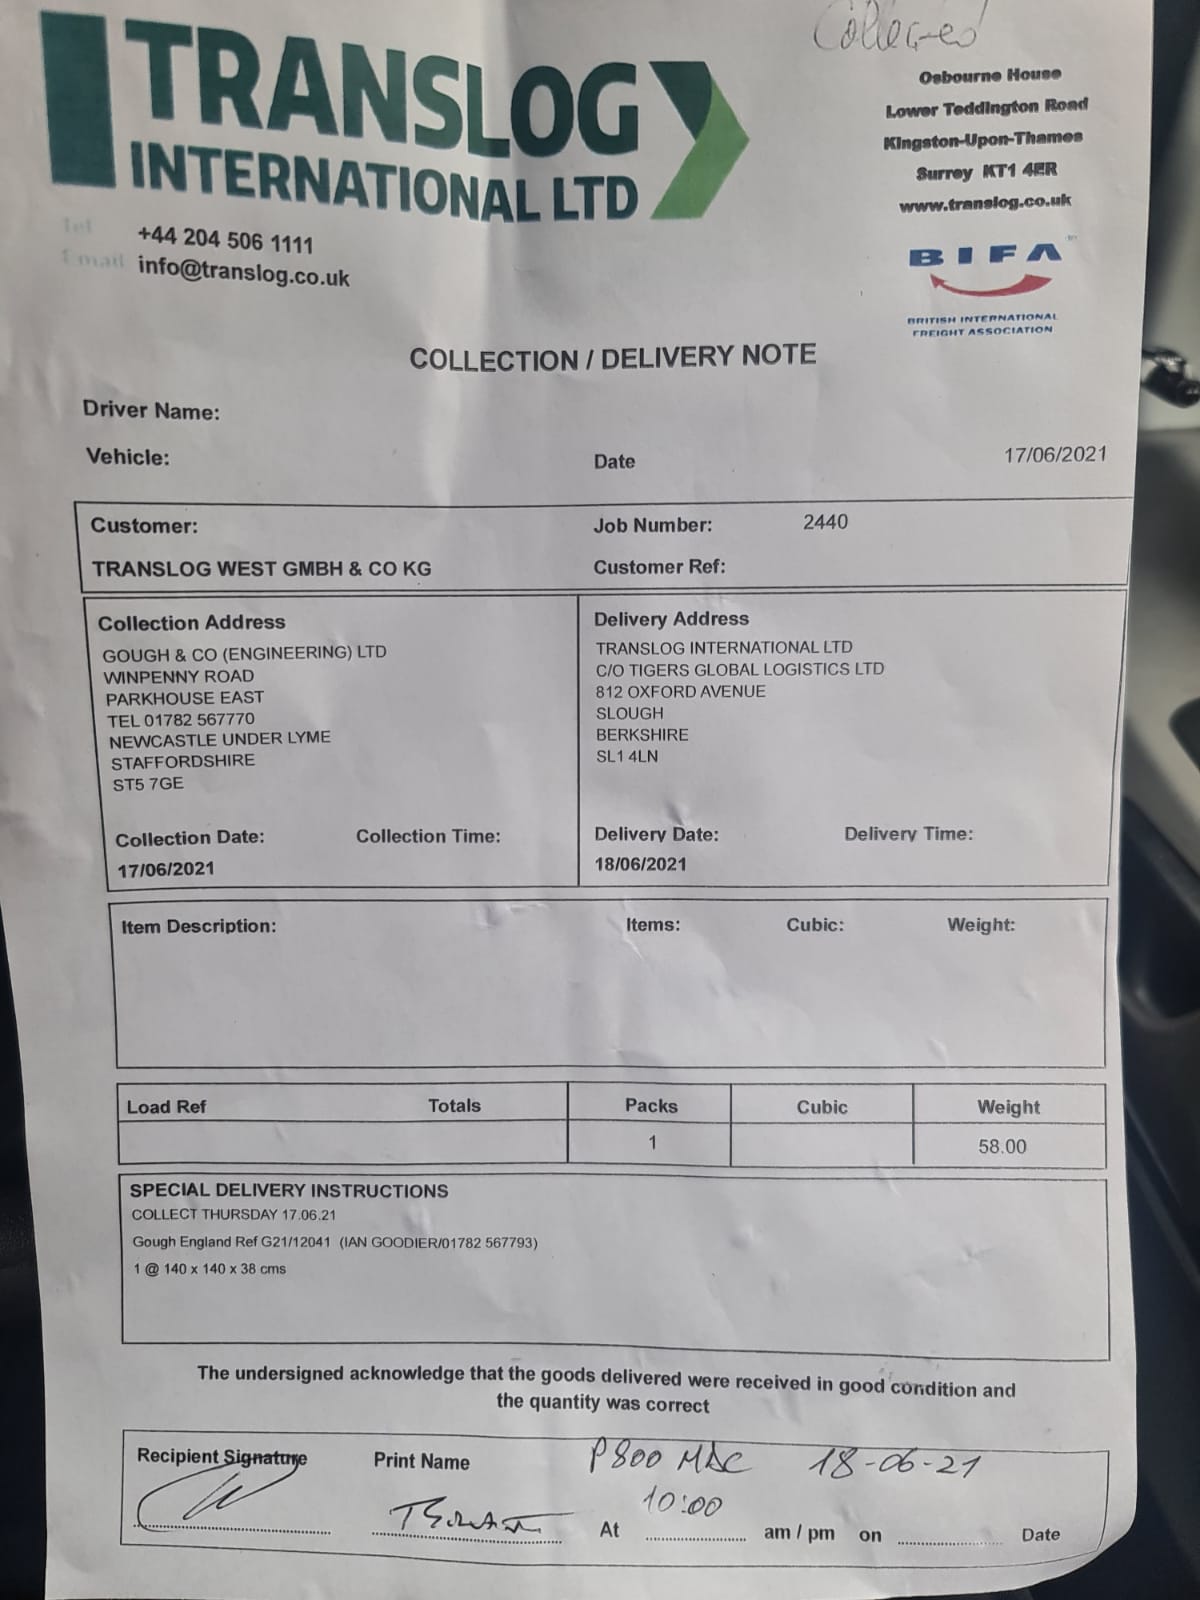 Collected
TRANSLOG
INTERNATIONAL LTD
Osbourne House
Lower Teddington Road
Kingston-Upon-Thames
Surrey KT1 4ER
www.translog.co.uk
Tel +44 204 506 1111
Email info@translog.co.uk
BIFA
BRITISH INTERNATIONAL
FREIGHT ASSOCIATION
COLLECTION / DELIVERY NOTE
Driver Name:
Vehicle: Date 17/06/2021
Customer: Job Number: 2440
TRANSLOG WEST GMBH & CO KG Customer Ref:
Collection Address
GOUGH & CO (ENGINEERING) LTD
WINPENNY ROAD
PARKHOUSE EAST
TEL 01782 567770
NEWCASTLE UNDER LYME
STAFFORDSHIRE
ST5 7GE
Collection Date: Collection Time:
17/06/2021
Delivery Address
TRANSLOG INTERNATIONAL LTD
C/O TIGERS GLOBAL LOGISTICS LTD
812 OXFORD AVENUE
SLOUGH
BERKSHIRE
SL1 4LN
Delivery Date: Delivery Time:
18/06/2021
Item Description: Items: Cubic: Weight:
Load Ref Totals Packs Cubic Weight
1 58.00
SPECIAL DELIVERY INSTRUCTIONS
COLLECT THURSDAY 17.06.21
Gough England Ref G21/12041 (IAN GOODIER/01782 567793)
1 @ 140 x 140 x 38 cms
The undersigned acknowledge that the goods delivered were received in good condition and
the quantity was correct
Recipient Signature Print Name P800 18-06-21
10:00
At am / pm on Date